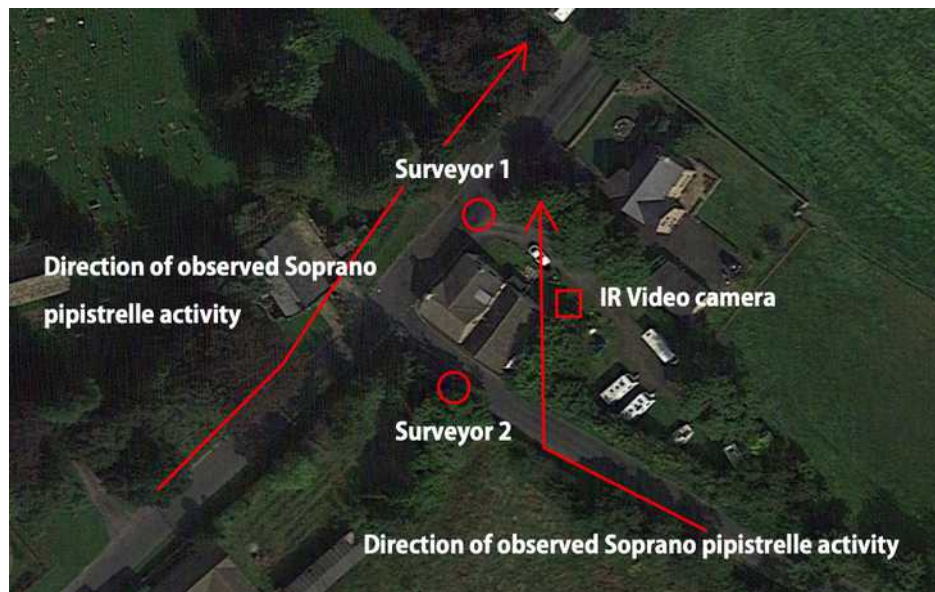 Surveyor 1
Direction of observed Soprano
pipistrelle activity
IR Video camera
Surveyor 2
Direction of observed Soprano pipistrelle activity